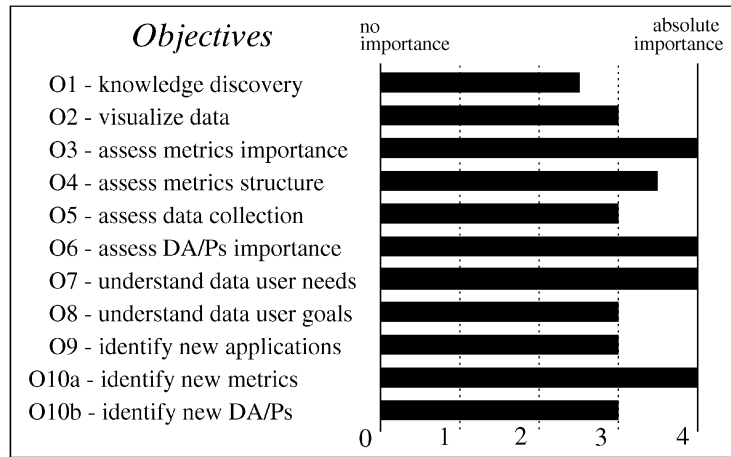 Objectives
no
importance
absolute
importance
O1 - knowledge discovery
O2 - visualize data
O3 - assess metrics importance
O4 - assess metrics structure
O5 - assess data collection
O6 - assess DA/Ps importance
O7 - understand data user needs
O8 - understand data user goals
O9 - identify new applications
O10a - identify new metrics
O10b - identify new DA/Ps
0 1 2 3 4